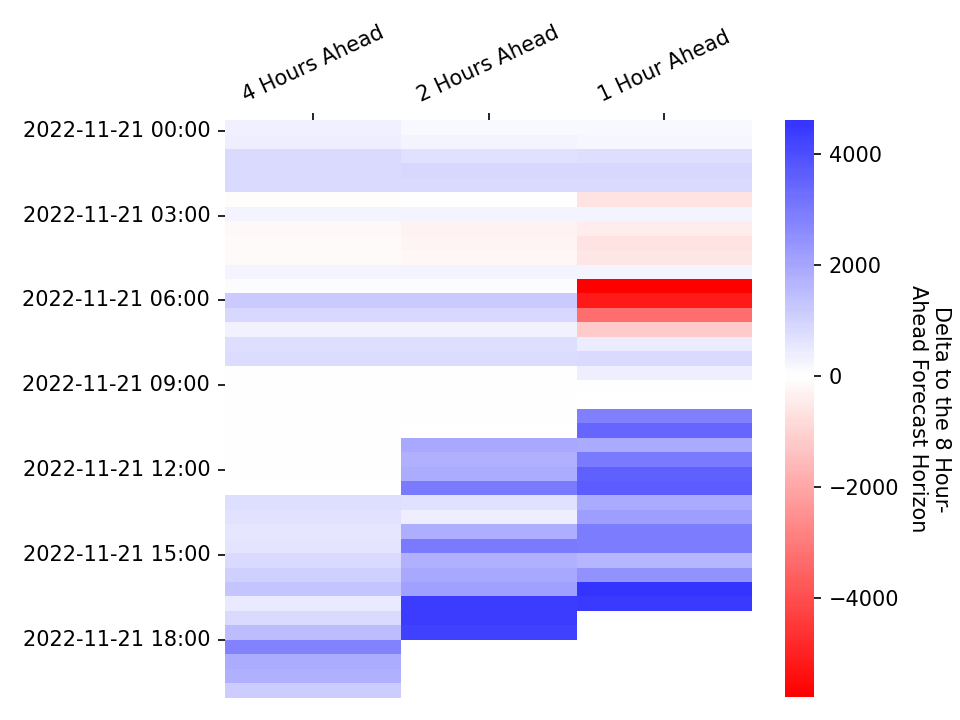 4 Hours Ahead
2 Hours Ahead
1 Hour Ahead
2022-11-21 00:00
2022-11-21 03:00
2022-11-21 06:00
2022-11-21 09:00
2022-11-21 12:00
2022-11-21 15:00
2022-11-21 18:00
4000
2000
0
−2000
−4000
Delta to the 8 Hour-
Ahead Forecast Horizon